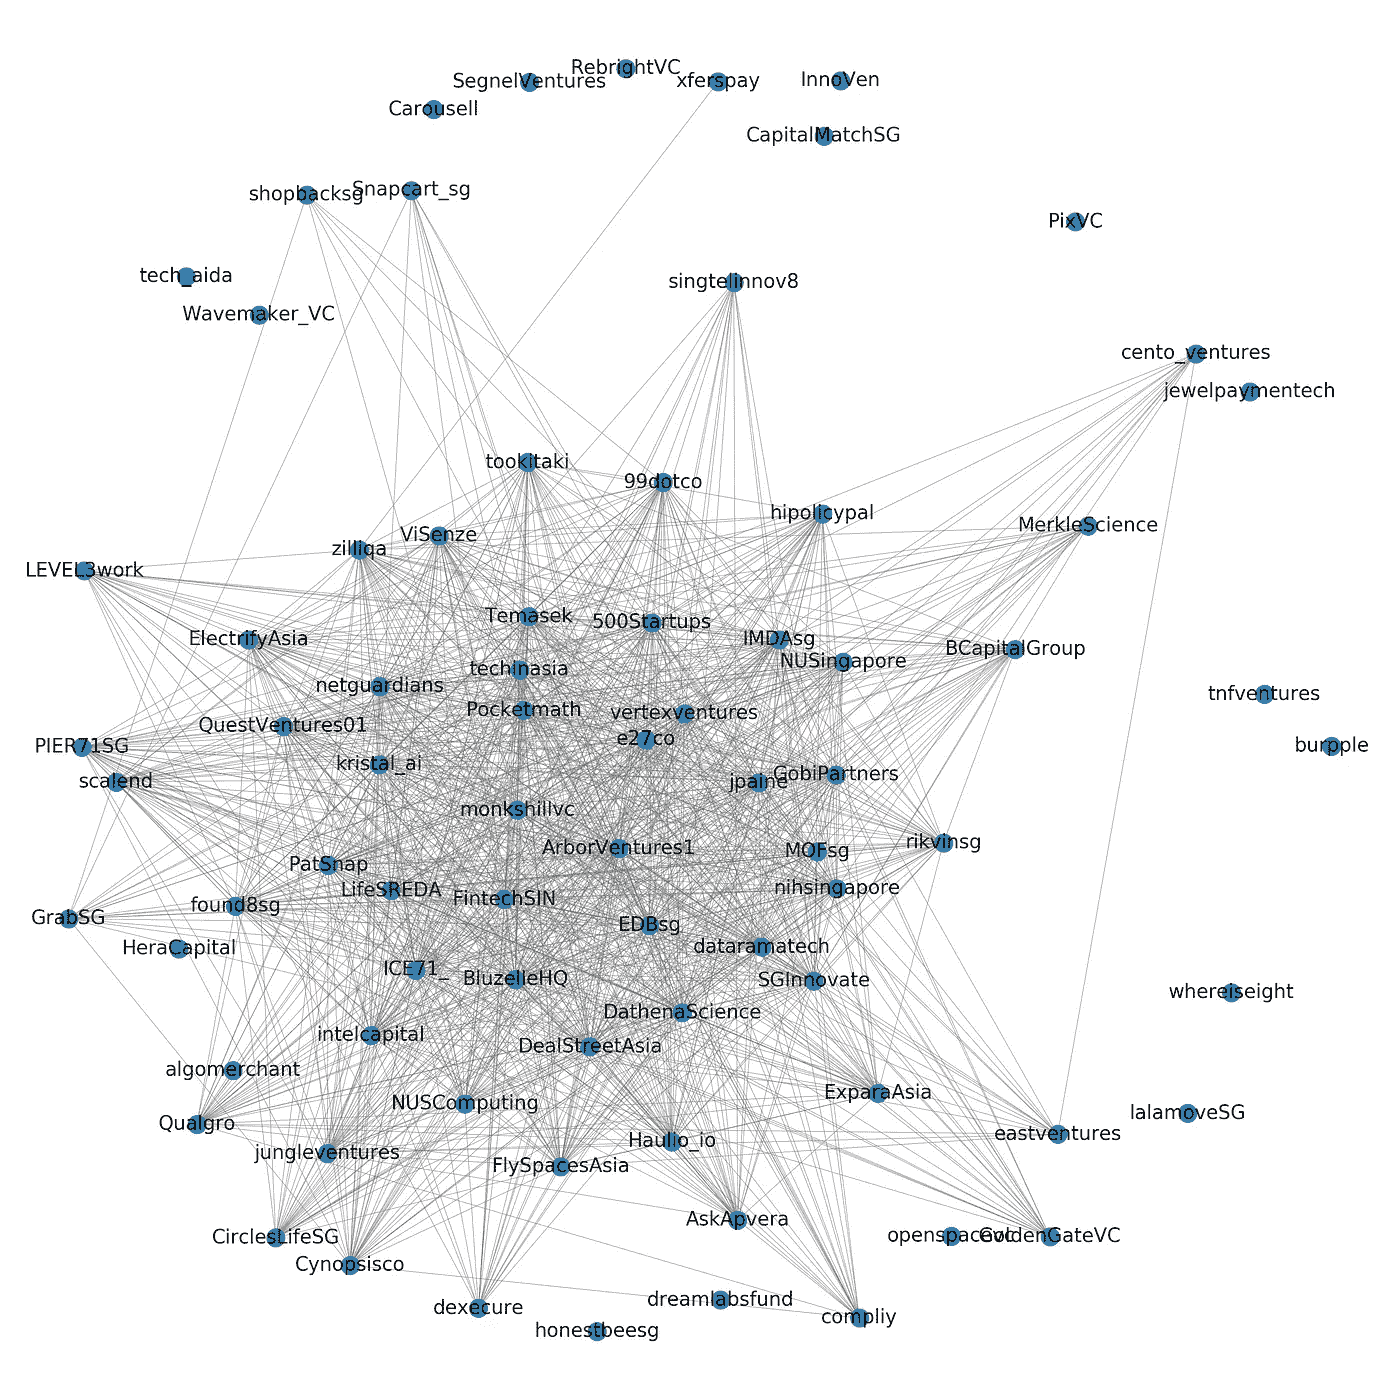 RebrightVC
SegnelVentures
xferspay
InnoVen
Carousell
CapitalMatchSG
shopbacksg
Snapcart_sg
PixVC
tech_aida
singtelinnov8
Wavemaker_VC
cento_ventures
jewelpaymentech
tookitaki
99dotco
hipolicypal
MerkleScience
ViSenze
zilliqa
LEVEL3work
Temasek
500Startups
ElectrifyAsia
IMDAsg
NUSingapore
BCapitalGroup
techinasia
netguardians
tnfventures
Pocketmath
vertexventures
QuestVentures01
e27co
PIER71SG
burpple
kristal_ai
scalend
jpaine
GobiPartners
monkshillvc
ArborVentures1
MOFsg
rikvinsg
PatSnap
LifeSREDA
nihsingapore
FintechSIN
found8sg
GrabSG
EDBsg
HeraCapital
dataramatech
ICE71_
BluzelleHQ
SGInnovate
whereiseight
DathenaScience
intelcapital
DealStreetAsia
algomerchant
ExparaAsia
NUSComputing
lalamoveSG
Qualgro
eastventures
Haulio_io
jungleventures
FlySpacesAsia
AskApvera
CirclesLifeSG
openspacevc
GoldenGateVC
Cynopsisco
dreamlabsfund
dexecure
compliy
honestbeesg